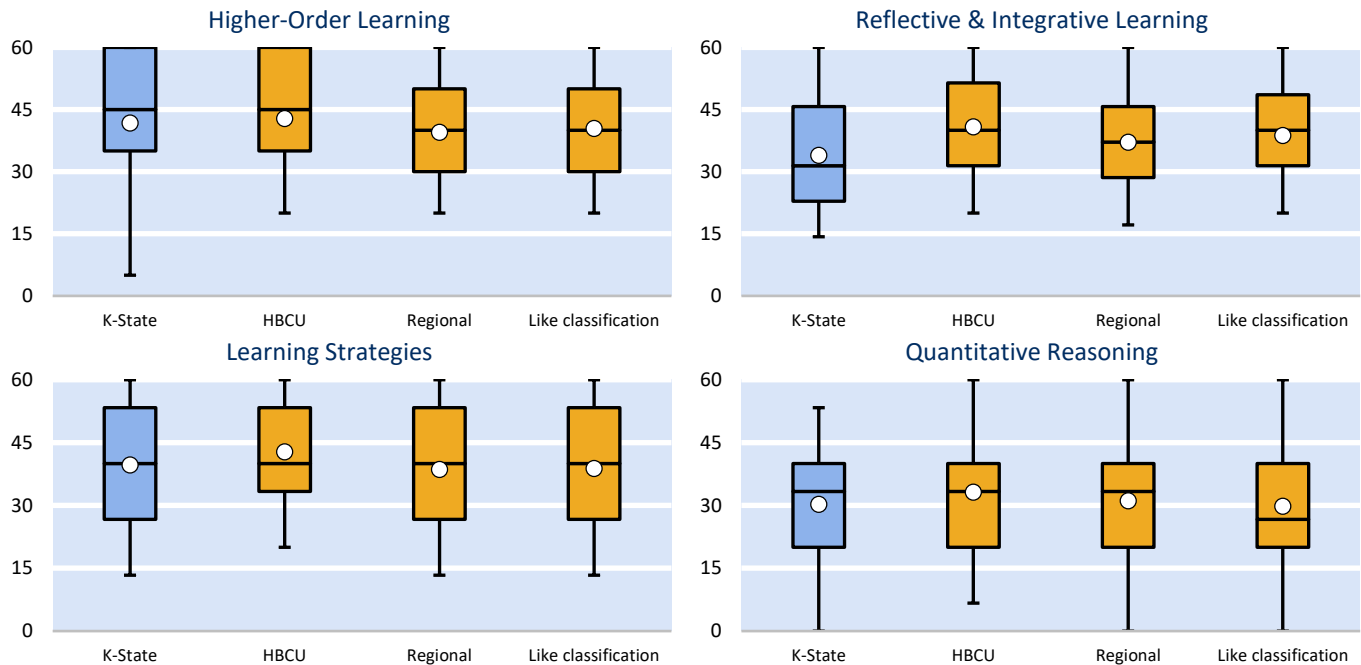 Higher-Order Learning
60
45
30
15
0
K-State HBCU Regional Like classification
Reflective & Integrative Learning
60
45
30
15
0
K-State HBCU Regional Like classification
Learning Strategies
60
45
30
15
0
K-State HBCU Regional Like classification
Quantitative Reasoning
60
45
30
15
0
K-State HBCU Regional Like classification